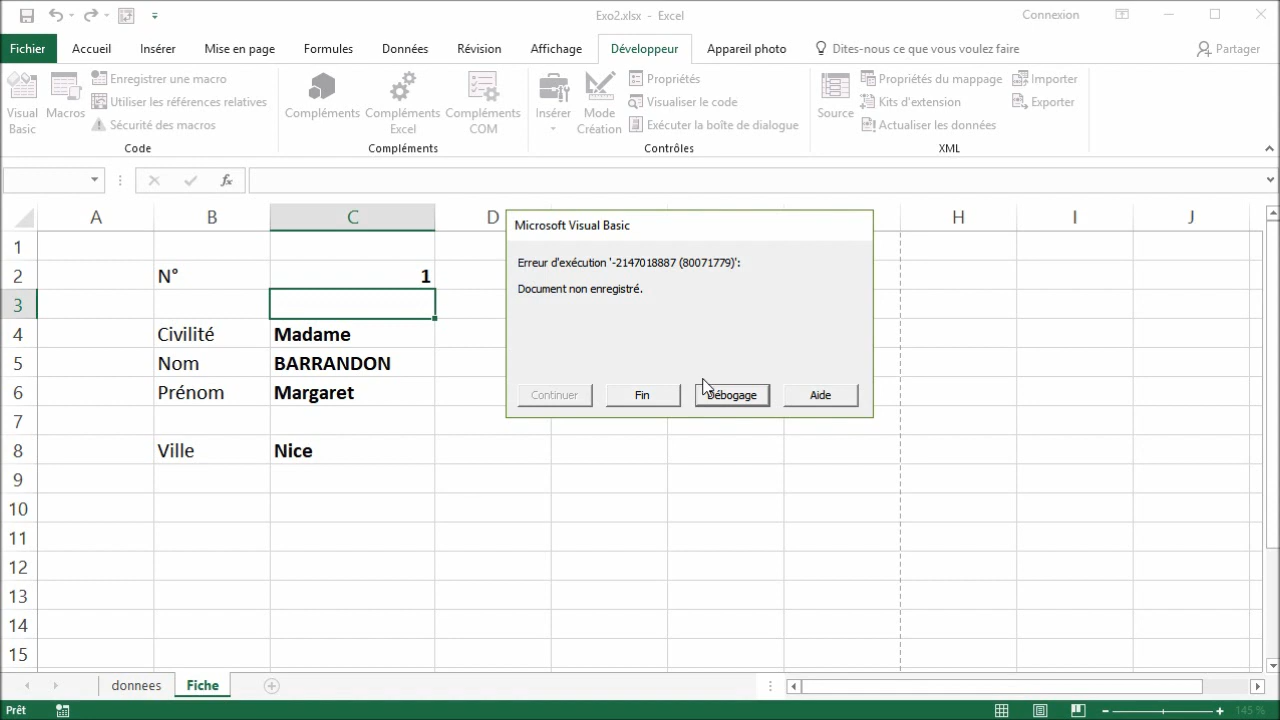 Exo2.xlsx - Excel
Connexion
Fichier Accueil Insérer Mise en page Formules Données Révision Affichage Développeur Appareil photo Dites-nous ce que vous voulez faire Partager
Visual Basic
Macros
Enregistrer une macro
Utiliser les références relatives
Sécurité des macros
Code
Compléments
Compléments Excel
Compléments COM
Compléments
Insérer
Mode Création
Propriétés
Visualiser le code
Exécuter la boîte de dialogue
Contrôles
Source
Propriétés du mappage
Kits d'extension
Actualiser les données
Importer
Exporter
XML
fx
A B C D H I J
1
2 N° 1
3
4 Civilité Madame
5 Nom BARRANDON
6 Prénom Margaret
7
8 Ville Nice
9
10
11
12
13
14
15
Microsoft Visual Basic
Erreur d'exécution '-2147018887 (80071779)':
Document non enregistré.
Continuer Fin Débogage Aide
donnees Fiche
Prêt
145 %